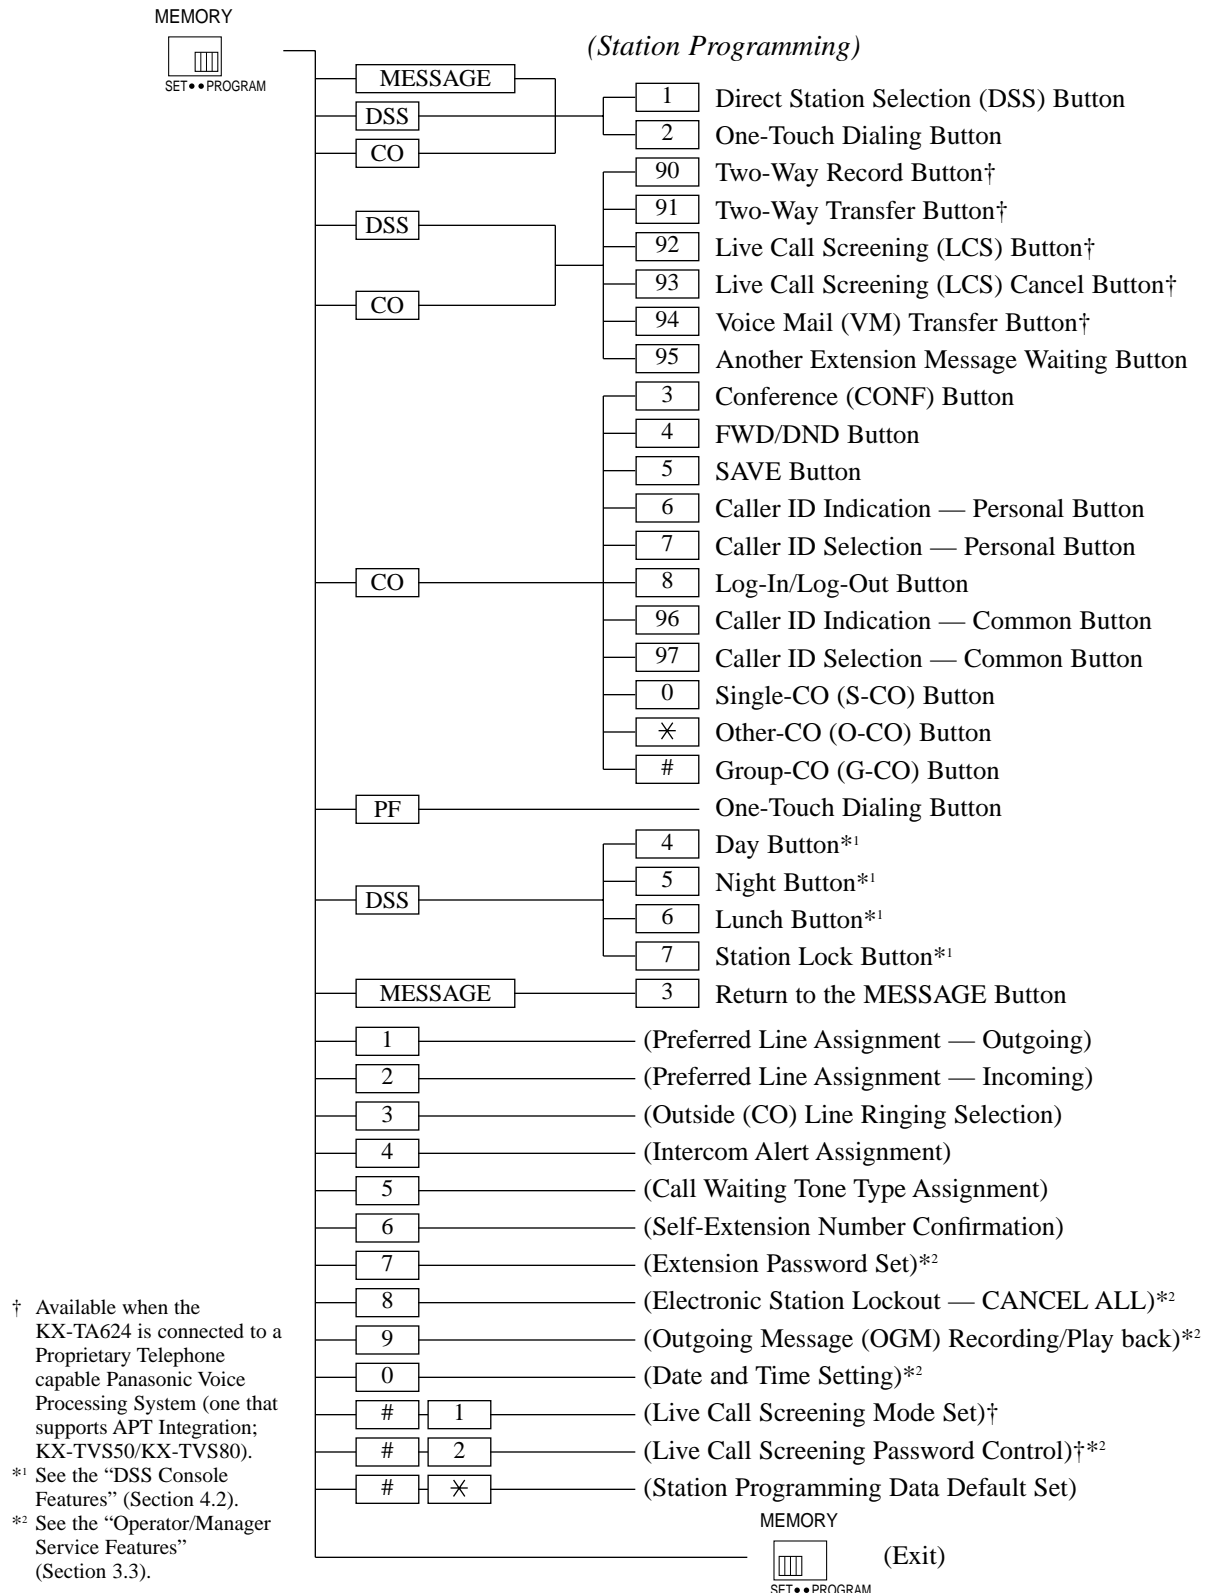 MEMORY
SET●●PROGRAM
(Station Programming)
MESSAGE
DSS
CO
1 Direct Station Selection (DSS) Button
2 One-Touch Dialing Button
DSS
CO
90 Two-Way Record Button†
91 Two-Way Transfer Button†
92 Live Call Screening (LCS) Button†
93 Live Call Screening (LCS) Cancel Button†
94 Voice Mail (VM) Transfer Button†
95 Another Extension Message Waiting Button
CO
3 Conference (CONF) Button
4 FWD/DND Button
5 SAVE Button
6 Caller ID Indication — Personal Button
7 Caller ID Selection — Personal Button
8 Log-In/Log-Out Button
96 Caller ID Indication — Common Button
97 Caller ID Selection — Common Button
0 Single-CO (S-CO) Button
* Other-CO (O-CO) Button
# Group-CO (G-CO) Button
PF One-Touch Dialing Button
DSS
4 Day Button*1
5 Night Button*1
6 Lunch Button*1
7 Station Lock Button*1
MESSAGE 3 Return to the MESSAGE Button
1 (Preferred Line Assignment — Outgoing)
2 (Preferred Line Assignment — Incoming)
3 (Outside (CO) Line Ringing Selection)
4 (Intercom Alert Assignment)
5 (Call Waiting Tone Type Assignment)
6 (Self-Extension Number Confirmation)
7 (Extension Password Set)*2
8 (Electronic Station Lockout — CANCEL ALL)*2
9 (Outgoing Message (OGM) Recording/Play back)*2
0 (Date and Time Setting)*2
# 1 (Live Call Screening Mode Set)†
# 2 (Live Call Screening Password Control)†*2
# * (Station Programming Data Default Set)
MEMORY
SET●●PROGRAM
(Exit)
† Available when the
KX-TA624 is connected to a
Proprietary Telephone
capable Panasonic Voice
Processing System (one that
supports APT Integration;
KX-TVS50/KX-TVS80).
*1 See the “DSS Console
Features” (Section 4.2).
*2 See the “Operator/Manager
Service Features”
(Section 3.3).